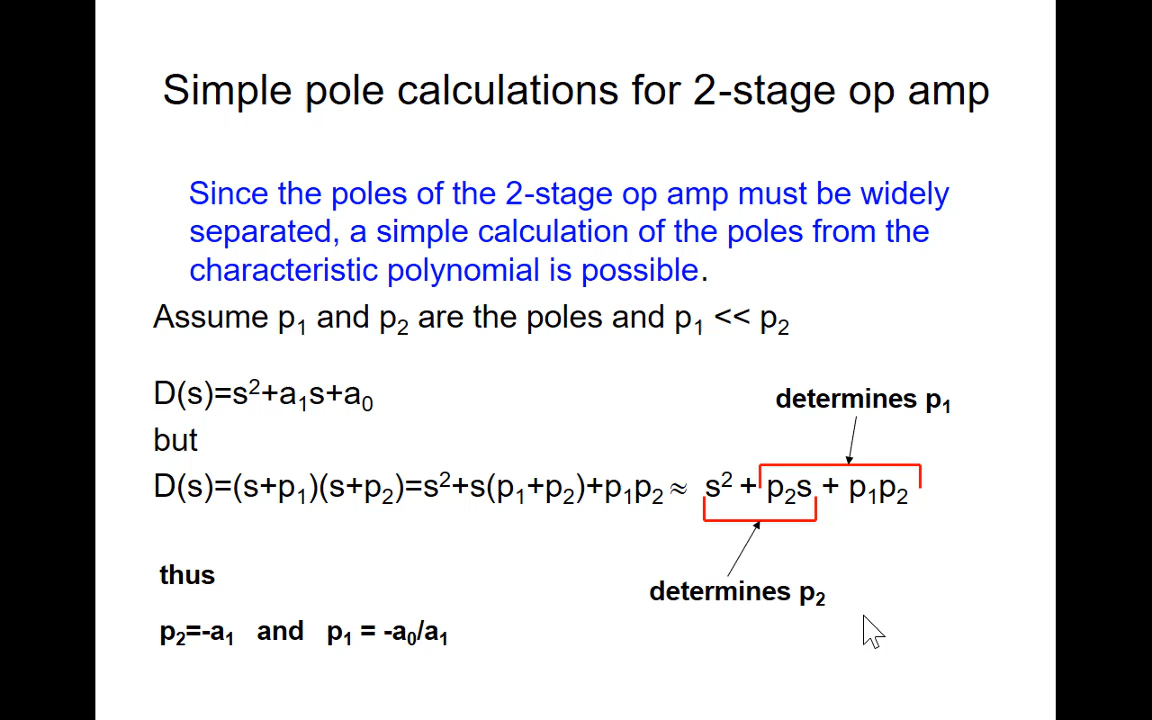 Simple pole calculations for 2-stage op amp
Since the poles of the 2-stage op amp must be widely
separated, a simple calculation of the poles from the
characteristic polynomial is possible.
Assume p₁ and p₂ are the poles and p₁ << p₂
D(s)=s²+a₁s+a₀
determines p₁
but
D(s)=(s+p₁)(s+p₂)=s²+s(p₁+p₂)+p₁p₂ ≈ s² + p₂s + p₁p₂
thus
determines p₂
p₂=-a₁ and p₁ = -a₀/a₁